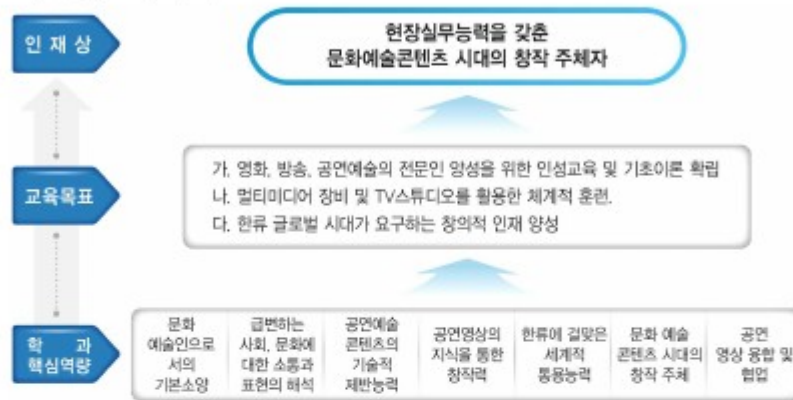 인 재 상
현장실무능력을 갖춘
문화예술콘텐츠 시대의 창작 주체자
교육목표
가. 영화, 방송, 공연예술의 전문인 양성을 위한 인성교육 및 기초이론 확립
나. 멀티미디어 장비 및 TV스튜디오를 활용한 체계적 훈련.
다. 한류 글로벌 시대가 요구하는 창의적 인재 양성
학 과
핵심역량
문화
예술인으로
서의
기본소양
급변하는
사회, 문화에
대한 소통과
표현의 해석
공연예술
콘텐츠의
기술적
제반능력
공연영상의
지식을 통한
창작력
한류에 걸맞은
세계적
통용능력
문화 예술
콘텐츠 시대의
창작 주체
공연
영상 융합 및
협업